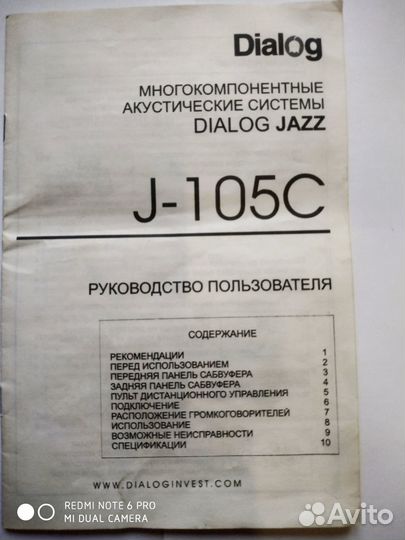 Dialog
МНОГОКОМПОНЕНТНЫЕ
АКУСТИЧЕСКИЕ СИСТЕМЫ
DIALOG JAZZ
J-105C
РУКОВОДСТВО ПОЛЬЗОВАТЕЛЯ
СОДЕРЖАНИЕ
РЕКОМЕНДАЦИИ 1
ПЕРЕД ИСПОЛЬЗОВАНИЕМ 2
ПЕРЕДНЯЯ ПАНЕЛЬ САБВУФЕРА 3
ЗАДНЯЯ ПАНЕЛЬ САБВУФЕРА 4
ПУЛЬТ ДИСТАНЦИОННОГО УПРАВЛЕНИЯ 5
ПОДКЛЮЧЕНИЕ 6
РАСПОЛОЖЕНИЕ ГРОМКОГОВОРИТЕЛЕЙ 7
ИСПОЛЬЗОВАНИЕ 8
ВОЗМОЖНЫЕ НЕИСПРАВНОСТИ 9
СПЕЦИФИКАЦИИ 10
WWW.DIALOGINVEST.COM
REDMI NOTE 6 PRO
MI DUAL CAMERA
Avito